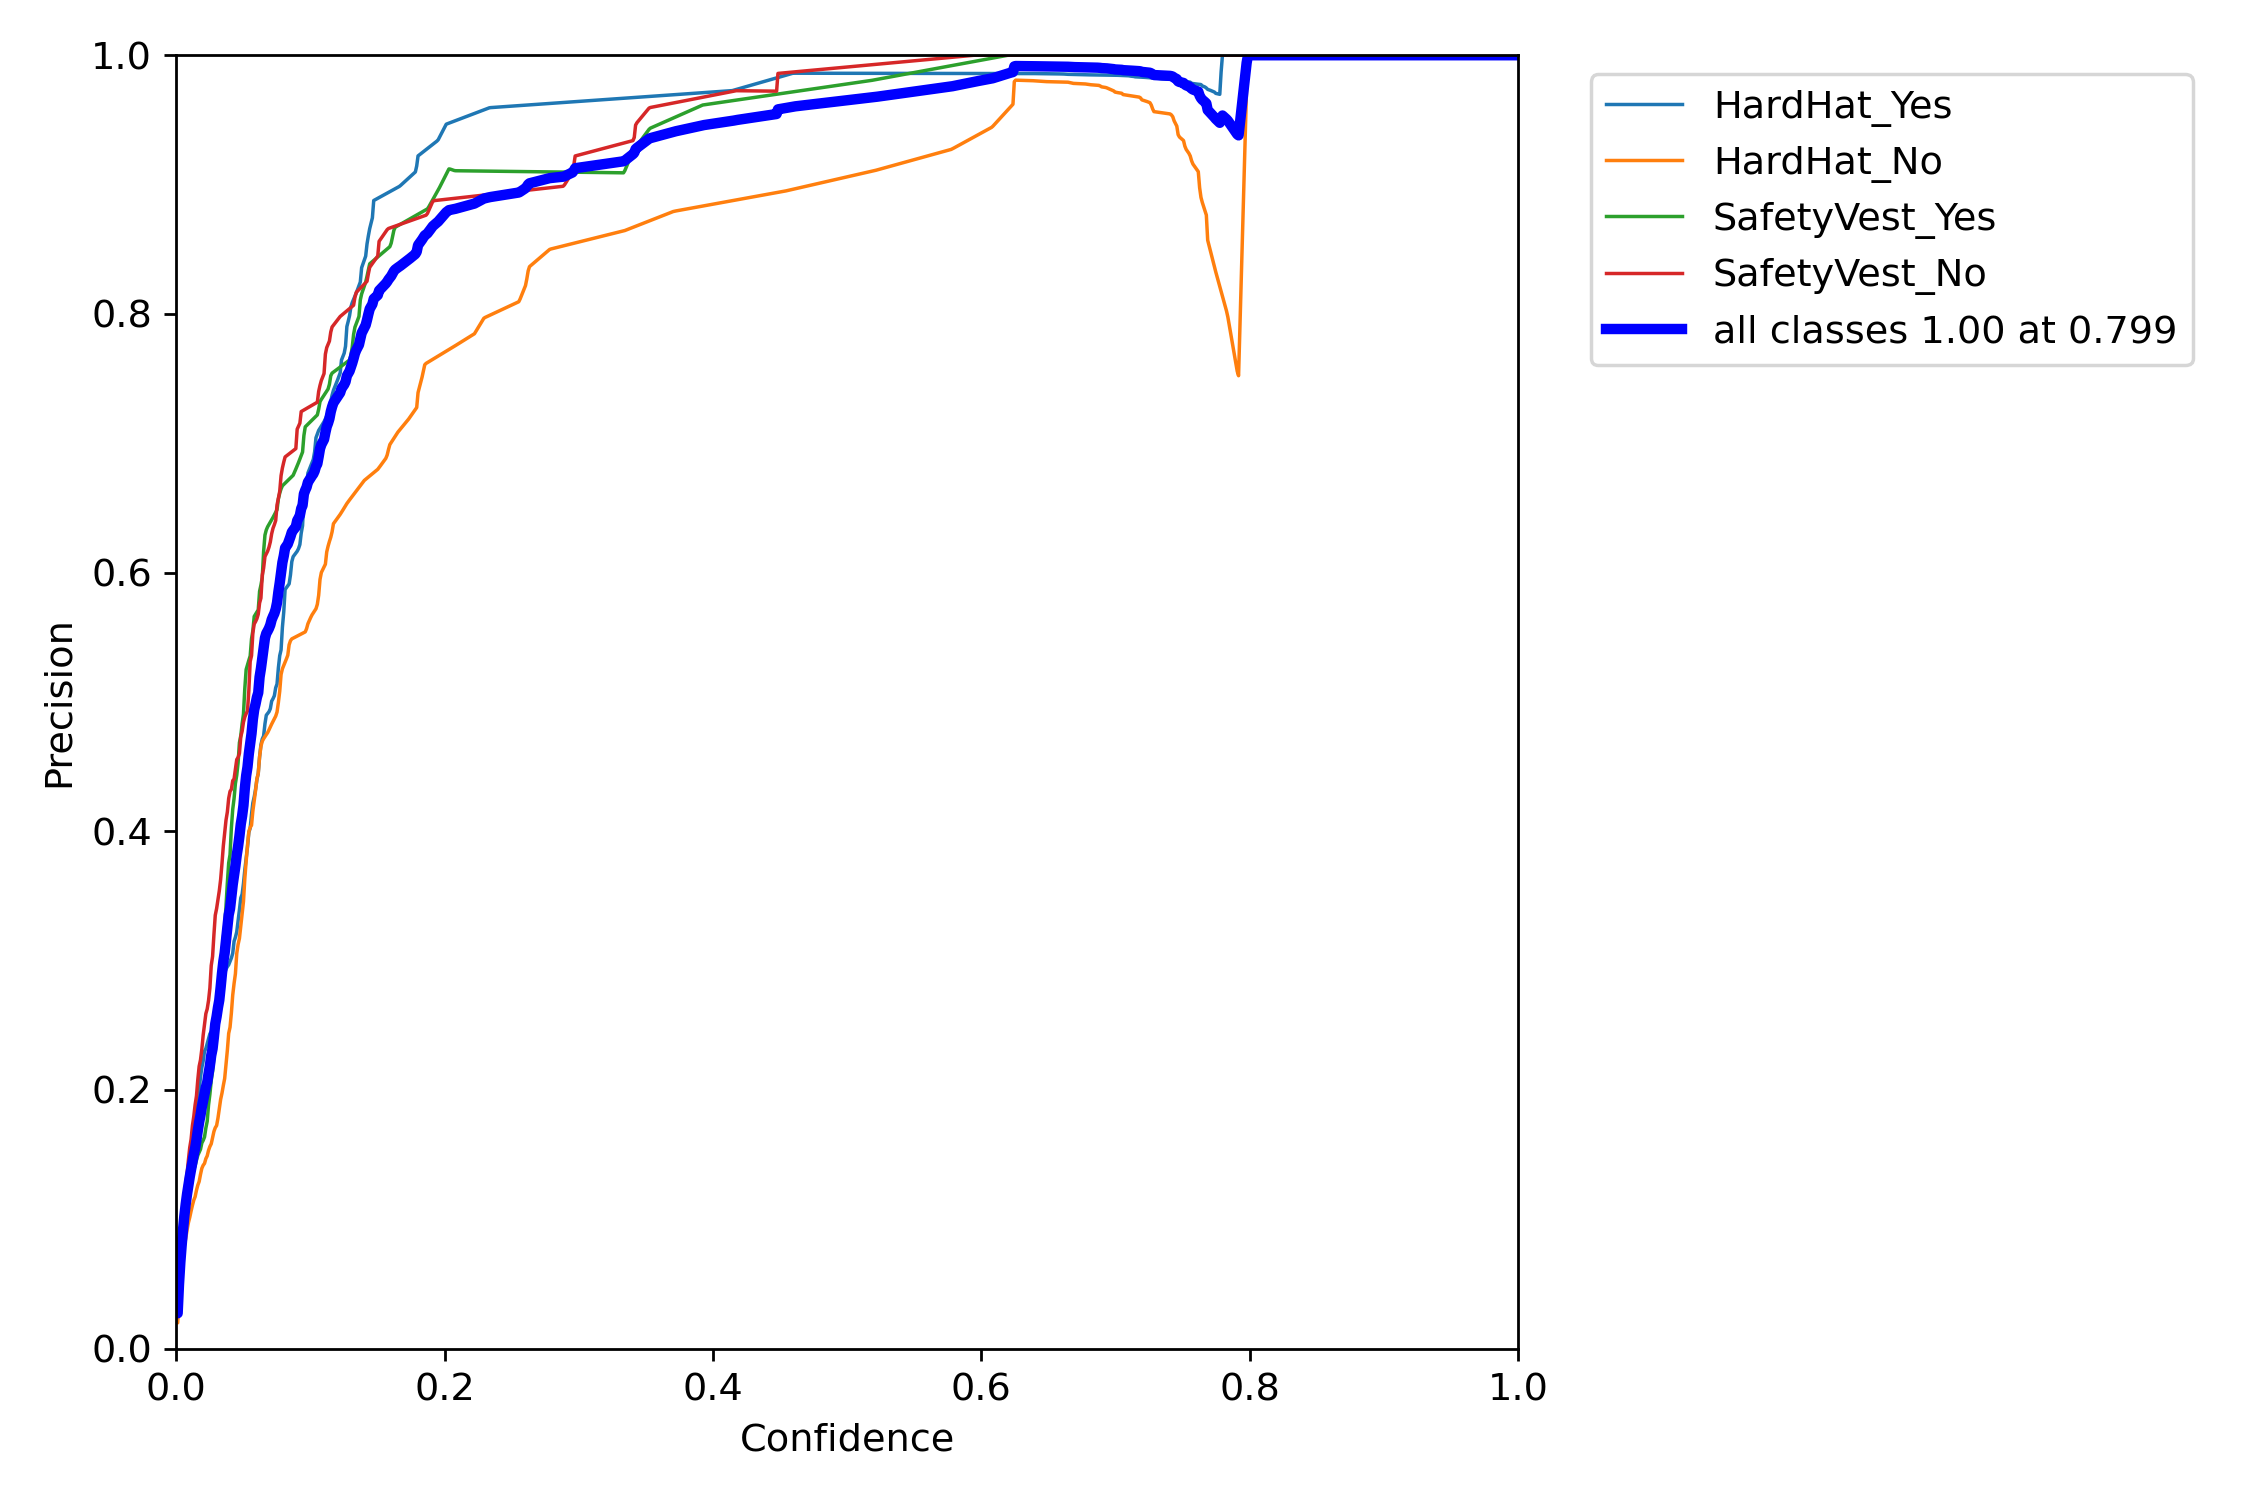 1.0
0.8
0.6
0.4
0.2
0.0
Precision
0.0 0.2 0.4 0.6 0.8 1.0
Confidence
HardHat_Yes
HardHat_No
SafetyVest_Yes
SafetyVest_No
all classes 1.00 at 0.799